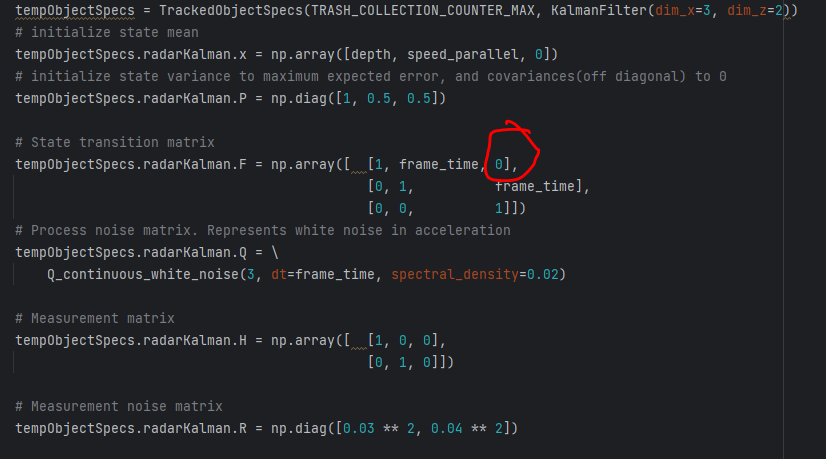 tempObjectSpecs = TrackedObjectSpecs(TRASH_COLLECTION_COUNTER_MAX, KalmanFilter(dim_x=3, dim_z=2))
# initialize state mean
tempObjectSpecs.radarKalman.x = np.array([depth, speed_parallel, 0])
# initialize state variance to maximum expected error, and covariances(off diagonal) to 0
tempObjectSpecs.radarKalman.P = np.diag([1, 0.5, 0.5])
# State transition matrix
tempObjectSpecs.radarKalman.F = np.array([  [1, frame_time, 0],
[0, 1,          frame_time],
[0, 0,          1]])
# Process noise matrix. Represents white noise in acceleration
tempObjectSpecs.radarKalman.Q = \
Q_continuous_white_noise(3, dt=frame_time, spectral_density=0.02)
# Measurement matrix
tempObjectSpecs.radarKalman.H = np.array([  [1, 0, 0],
[0, 1, 0]])
# Measurement noise matrix
tempObjectSpecs.radarKalman.R = np.diag([0.03 ** 2, 0.04 ** 2])